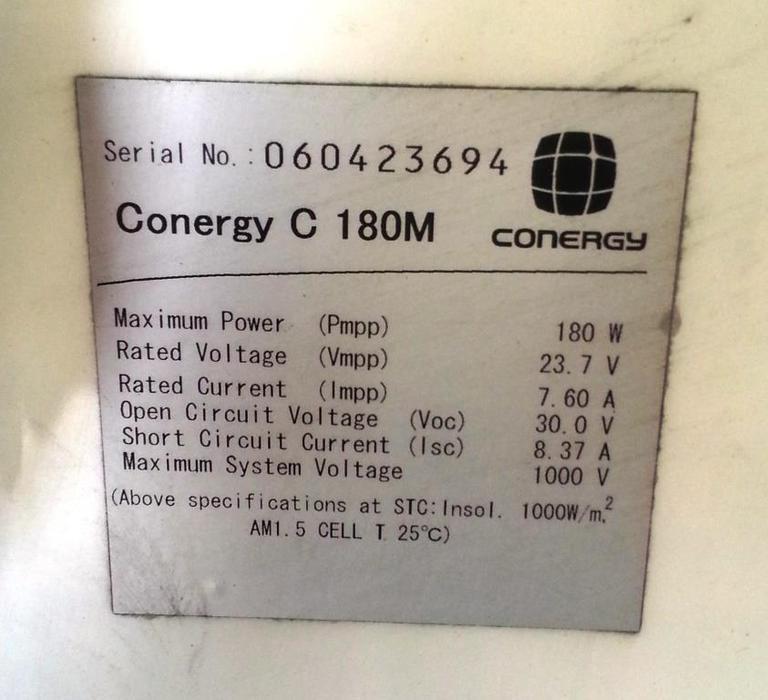 Serial No.: 060423694
Conergy C 180M
CONERGY
Maximum Power (Pmpp) 180 W
Rated Voltage (Vmpp) 23.7 V
Rated Current (Impp) 7.60 A
Open Circuit Voltage (Voc) 30.0 V
Short Circuit Current (Isc) 8.37 A
Maximum System Voltage 1000 V
(Above specifications at STC:Insol. 1000W/m²,
AM1.5 CELL T 25℃)